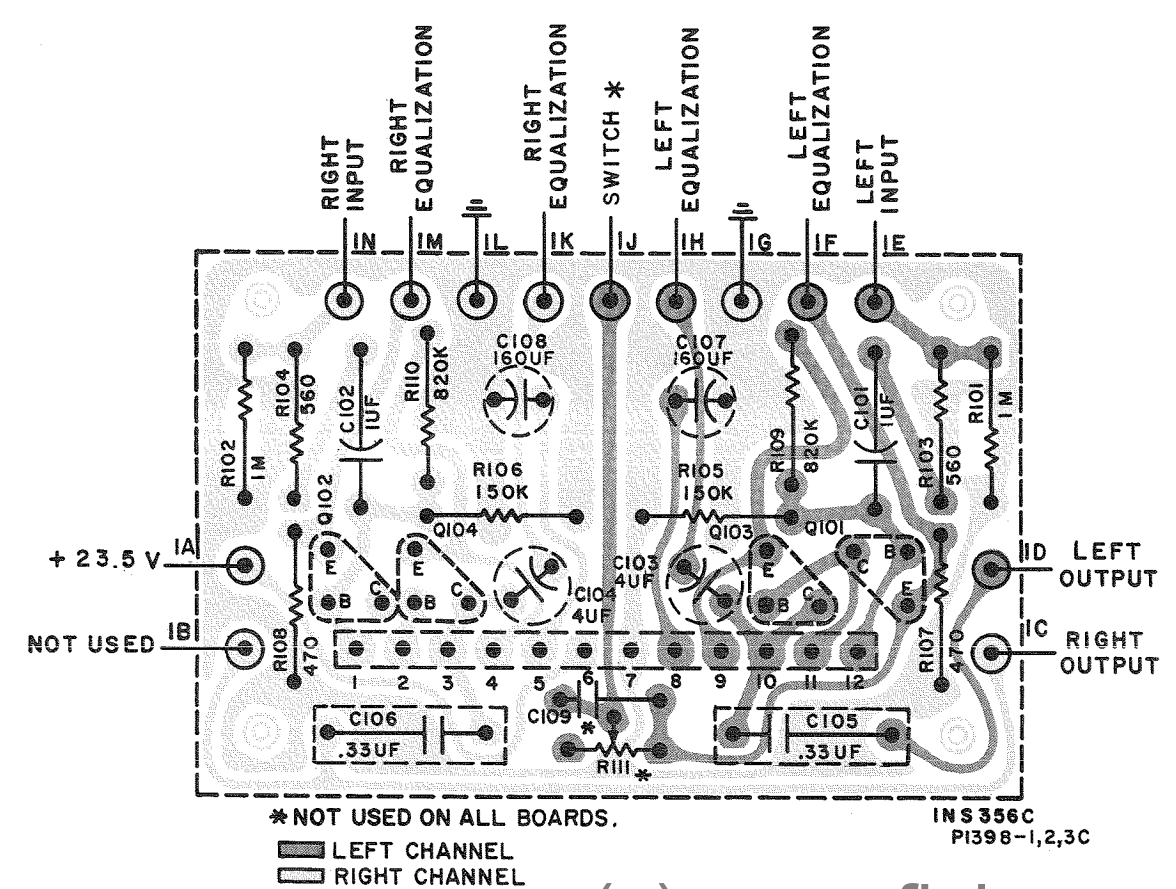 RIGHT INPUT
RIGHT EQUALIZATION
RIGHT EQUALIZATION
SWITCH *
LEFT EQUALIZATION
LEFT EQUALIZATION
LEFT INPUT
IN IM IL IK IJ IH IG IF IE
C108 160UF
C107 160UF
R104 560
C102 1UF
R110 820K
R102 1M
R109 820K
C101 1UF
R103 560
R101 1M
R106 150K
R105 150K
Q102
Q104
Q103
Q101
+ 23.5 V IA
E
B
C
E
B
C
C104 4UF
C103 4UF
E
B
C
B
C
E
ID LEFT OUTPUT
NOT USED IB
R108 470
R107 470
IC RIGHT OUTPUT
1 2 3 4 5 6 7 8 9 10 11 12
C106 .33UF
C109 *
R111 *
C105 .33UF
* NOT USED ON ALL BOARDS.
INS356C
P1398-1,2,3C
LEFT CHANNEL
RIGHT CHANNEL